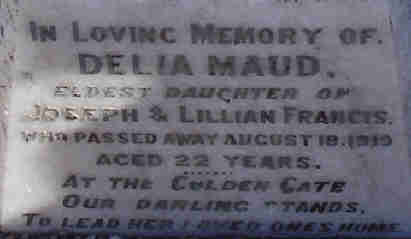 IN LOVING MEMORY OF.
DELIA MAUD.
ELDEST DAUGHTER OF
JOSEPH & LILLIAN FRANCIS.
WHO PASSED AWAY AUGUST 18.1919
AGED 22 YEARS.
AT THE GOLDEN GATE
OUR DARLING STANDS,
TO LEAD HER LOVED ONES HOME